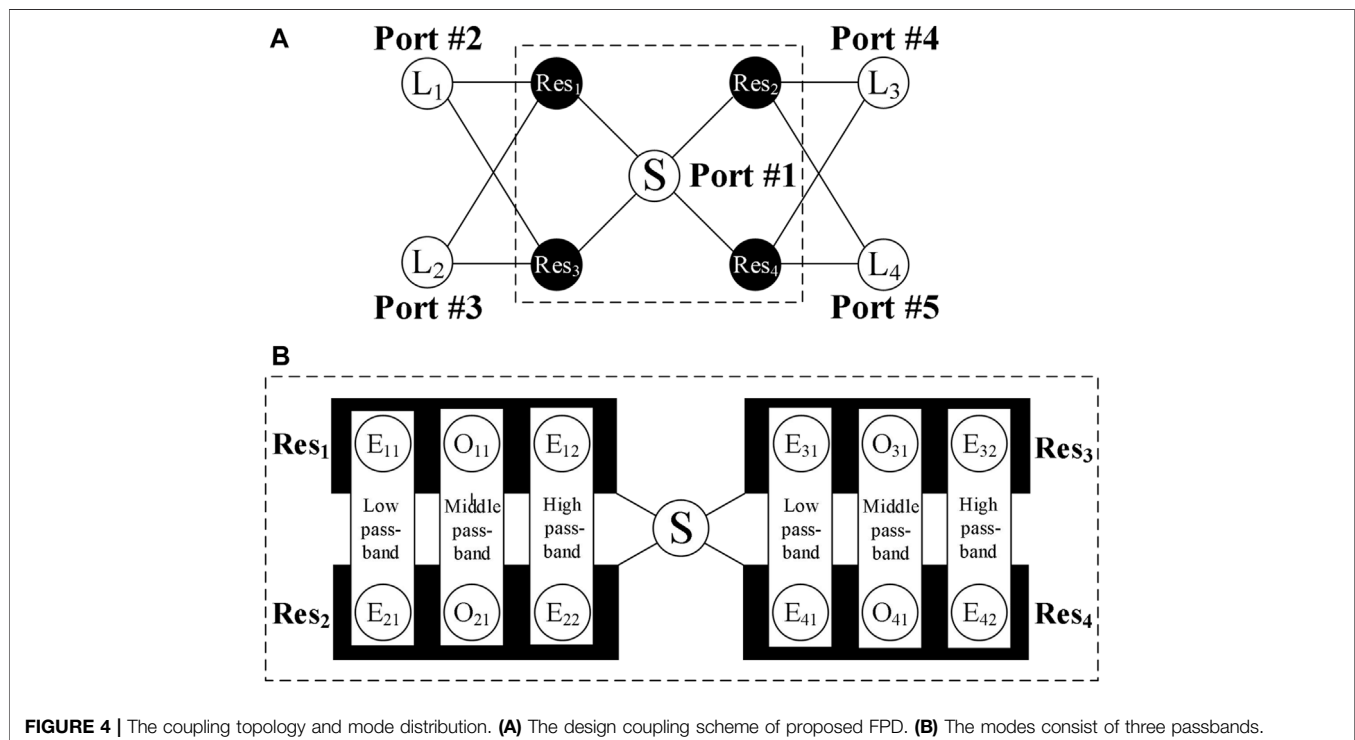 A
Port #2
Port #4
L1
Res1
Res2
L3
S
Port #1
L2
Res3
Res4
L4
Port #3
Port #5
B
Res1
E11
O11
E12
E31
O31
E32
Res3
Low
pass-
band
Middle
pass-
band
High
pass-
band
S
Low
pass-
band
Middle
pass-
band
High
pass-
band
Res2
E21
O21
E22
E41
O41
E42
Res4
FIGURE 4 | The coupling topology and mode distribution. (A) The design coupling scheme of proposed FPD. (B) The modes consist of three passbands.